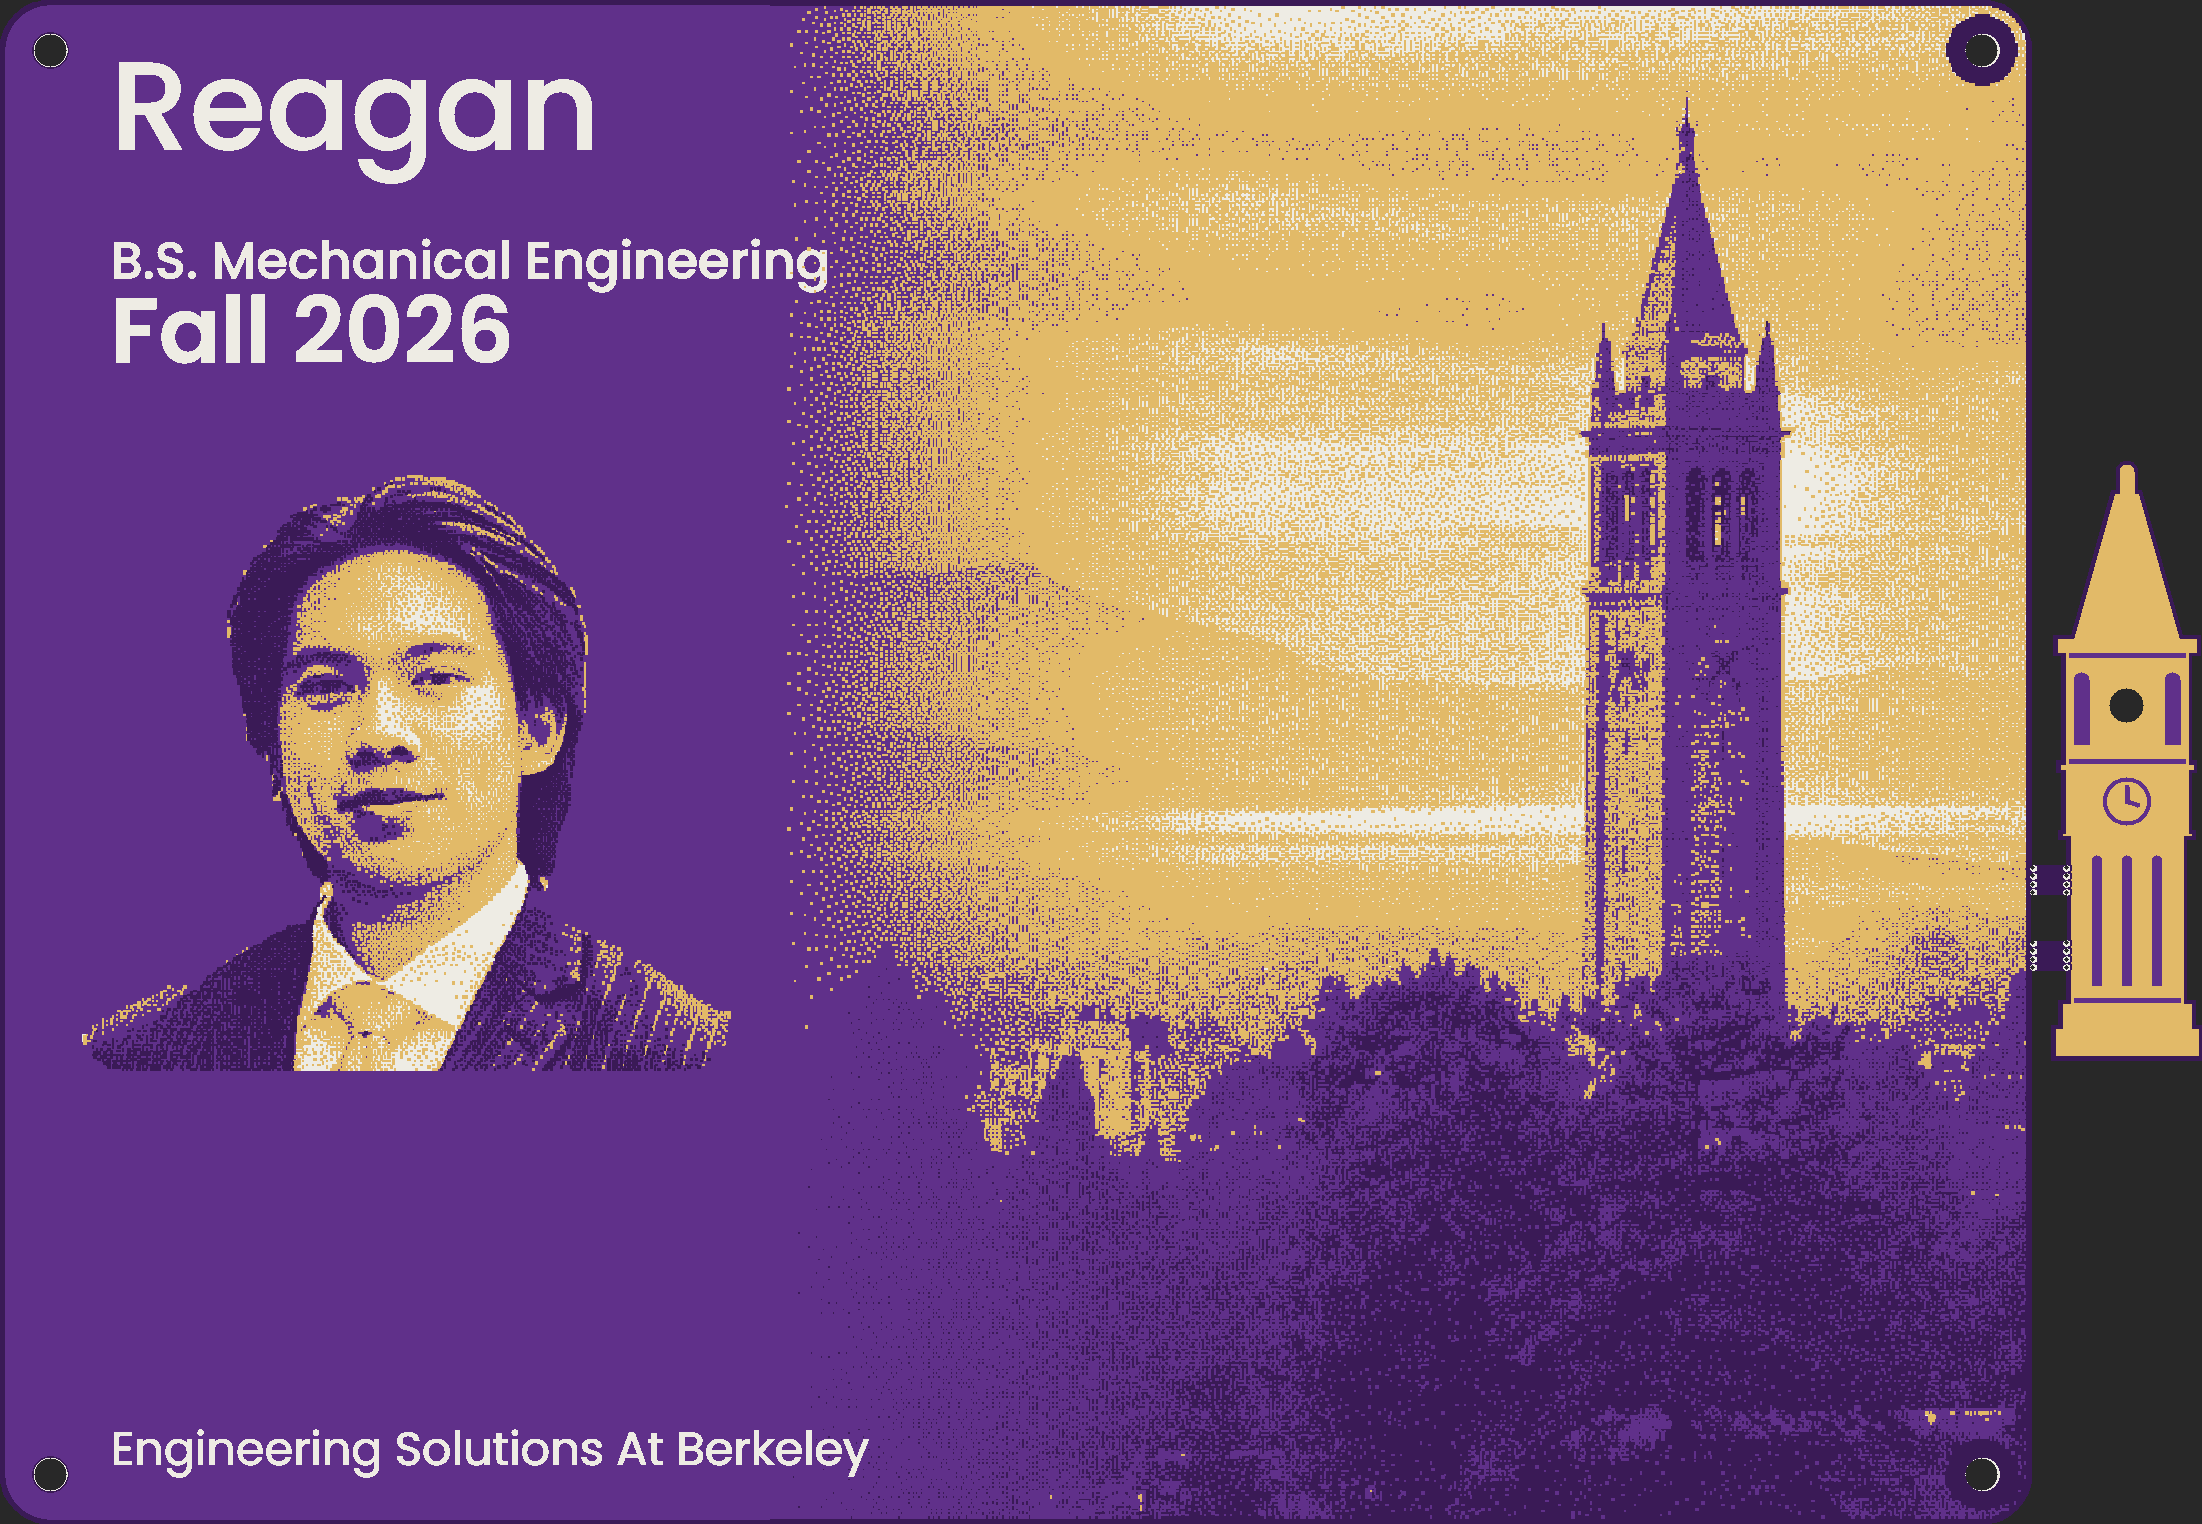 Reagan
B.S. Mechanical Engineering
Fall 2026
Engineering Solutions At Berkeley